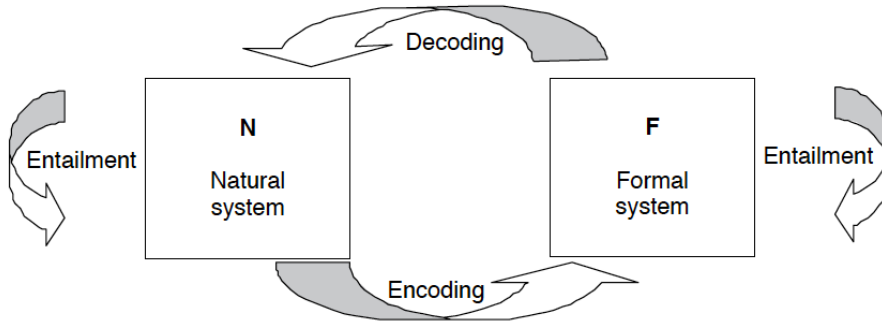 Decoding
N
Natural
system
F
Formal
system
Entailment
Entailment
Encoding